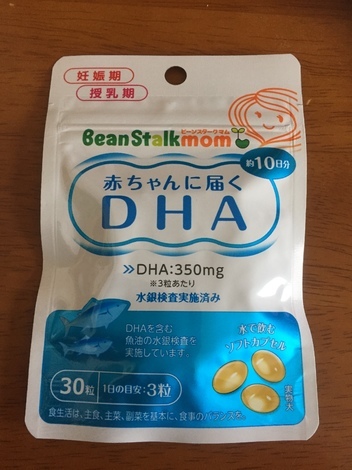 妊娠期
授乳期
ビーンスタークマム
BeanStalkmom
約10日分
赤ちゃんに届く
DHA
≫DHA:350mg
※3粒あたり
水銀検査実施済み
DHAを含む
魚油の水銀検査を
実施しています。
水で飲む
ソフトカプセル
実物大
30粒 1日の目安:3粒
食生活は、主食、主菜、副菜を基本に、食事のバランスを。